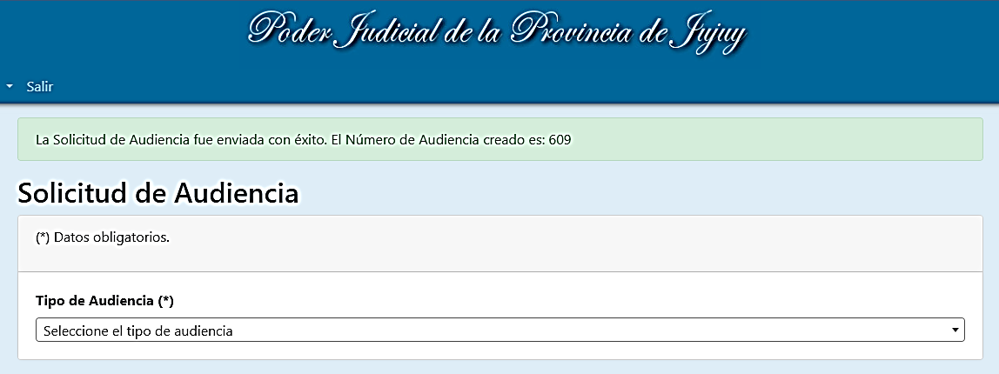 Poder Judicial de la Provincia de Jujuy
Salir
La Solicitud de Audiencia fue enviada con éxito. El Número de Audiencia creado es: 609
Solicitud de Audiencia
(*) Datos obligatorios.
Tipo de Audiencia (*)
Seleccione el tipo de audiencia